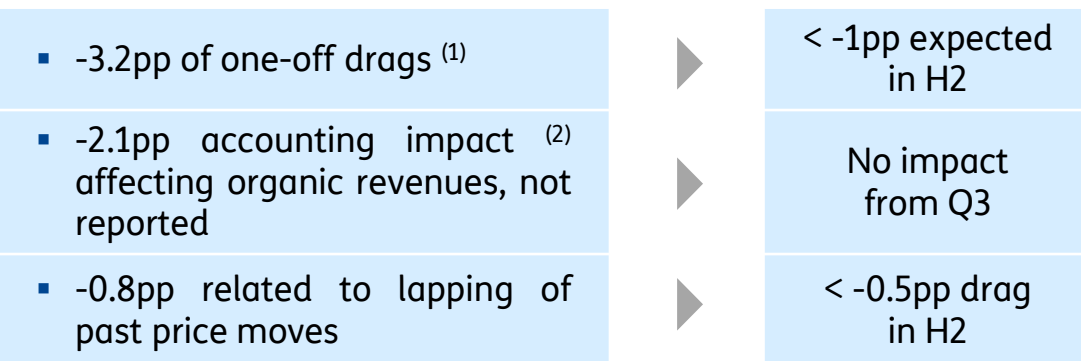 ▪ -3.2pp of one-off drags (1)
< -1pp expected
in H2
▪ -2.1pp accounting impact (2)
affecting organic revenues, not
reported
No impact
from Q3
▪ -0.8pp related to lapping of
past price moves
< -0.5pp drag
in H2